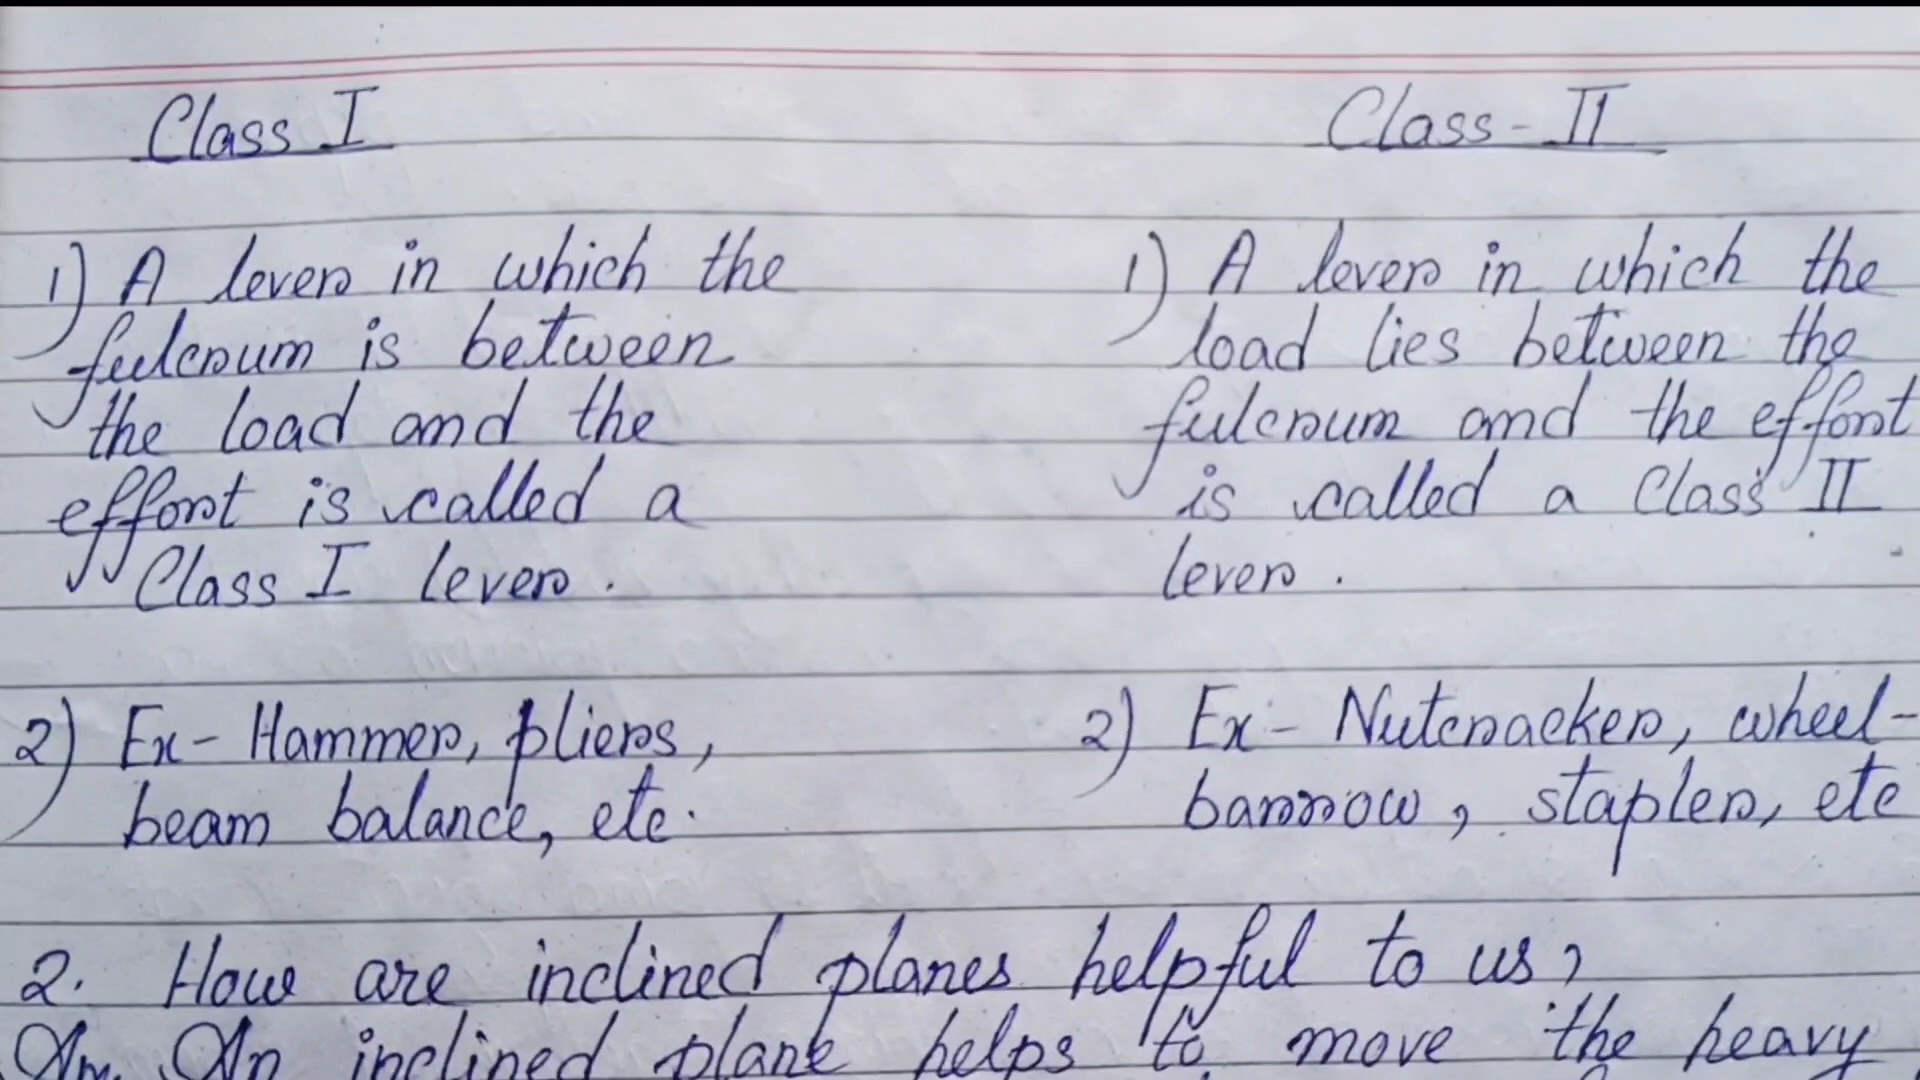 Class I
1) A lever in which the
fulcrum is between
the load and the
effort is called a
Class I lever.
2) Ex- Hammer, pliers,
beam balance, etc.
Class - II
1) A lever in which the
load lies between the
fulcrum and the effort
is called a Class II
lever.
2) Ex- Nutcracker, wheel-
barrow, stapler, etc
2. How are inclined planes helpful to us?
Ans. An inclined plane helps to move the heavy